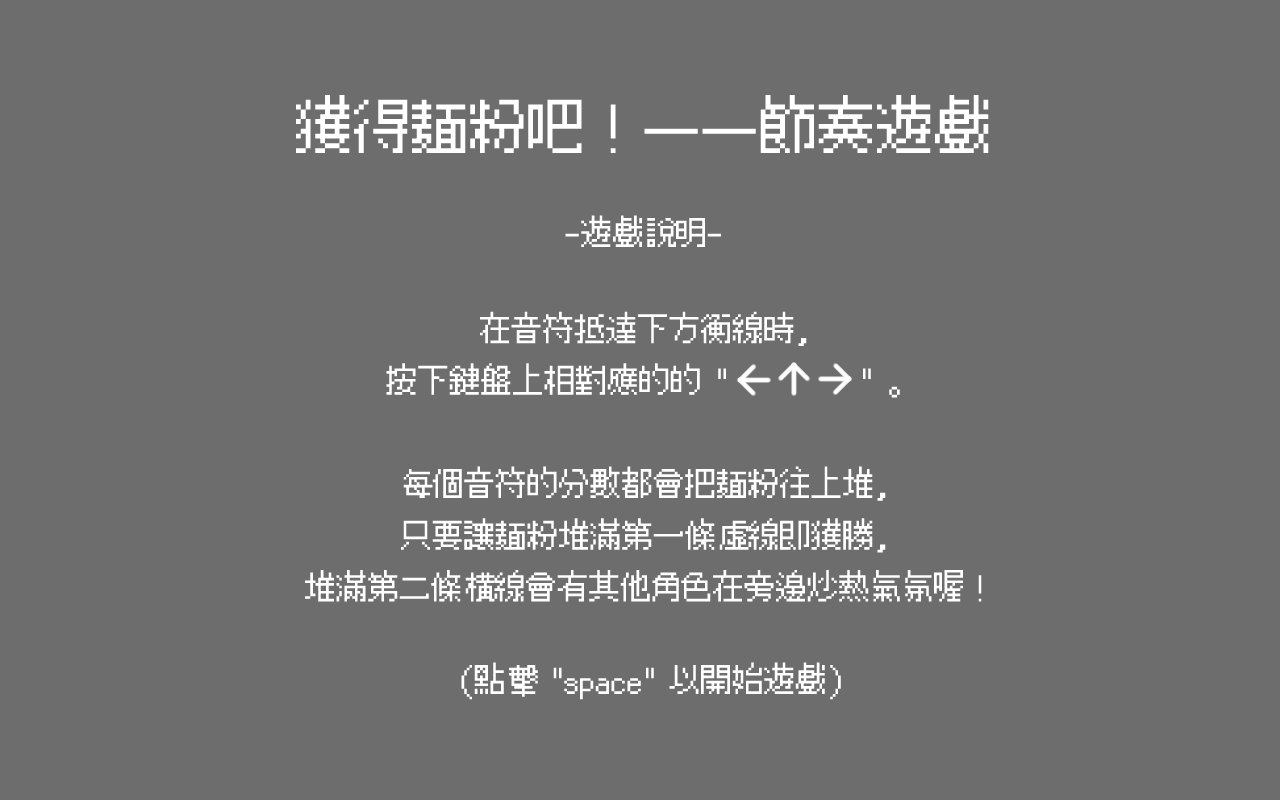 獲得麵粉吧！——節奏遊戲
-遊戲說明-
在音符抵達下方衡線時,
按下鍵盤上相對應的的 "←↑→" 。
每個音符的分數都會把麵粉往上堆,
只要讓麵粉堆滿第一條虛線即獲勝,
堆滿第二條橫線會有其他角色在旁邊炒熱氣氛喔！
(點擊 "space" 以開始遊戲)